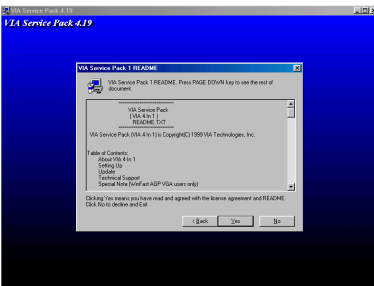 VIA Service Pack 4.19
VIA Service Pack 4.19
VIA Service Pack 1 README
VIA Service Pack 1 README. Press PAGE DOWN key to see the rest of
document.
----------------------------
VIA Service Pack
( VIA 4 in 1 )
README.TXT
----------------------------
VIA Service Pack (VIA 4 in 1) is Copyright(C) 1999 VIA Technologies, Inc.
Table of Contents:
About VIA 4 In 1
Setting Up
Update
Technical Support
Special Note (WinFast AGP VGA users only)
Clicking Yes means you have read and agreed with the license agreement and README.
Click No to decline and Exit
< Back
Yes
No